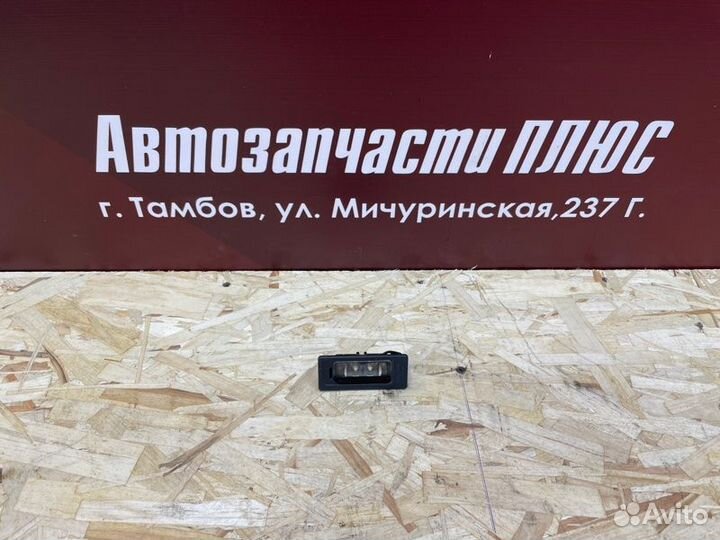 Автозапчасти ПЛЮС
г. Тамбов, ул. Мичуринская,237 Г.
Avito